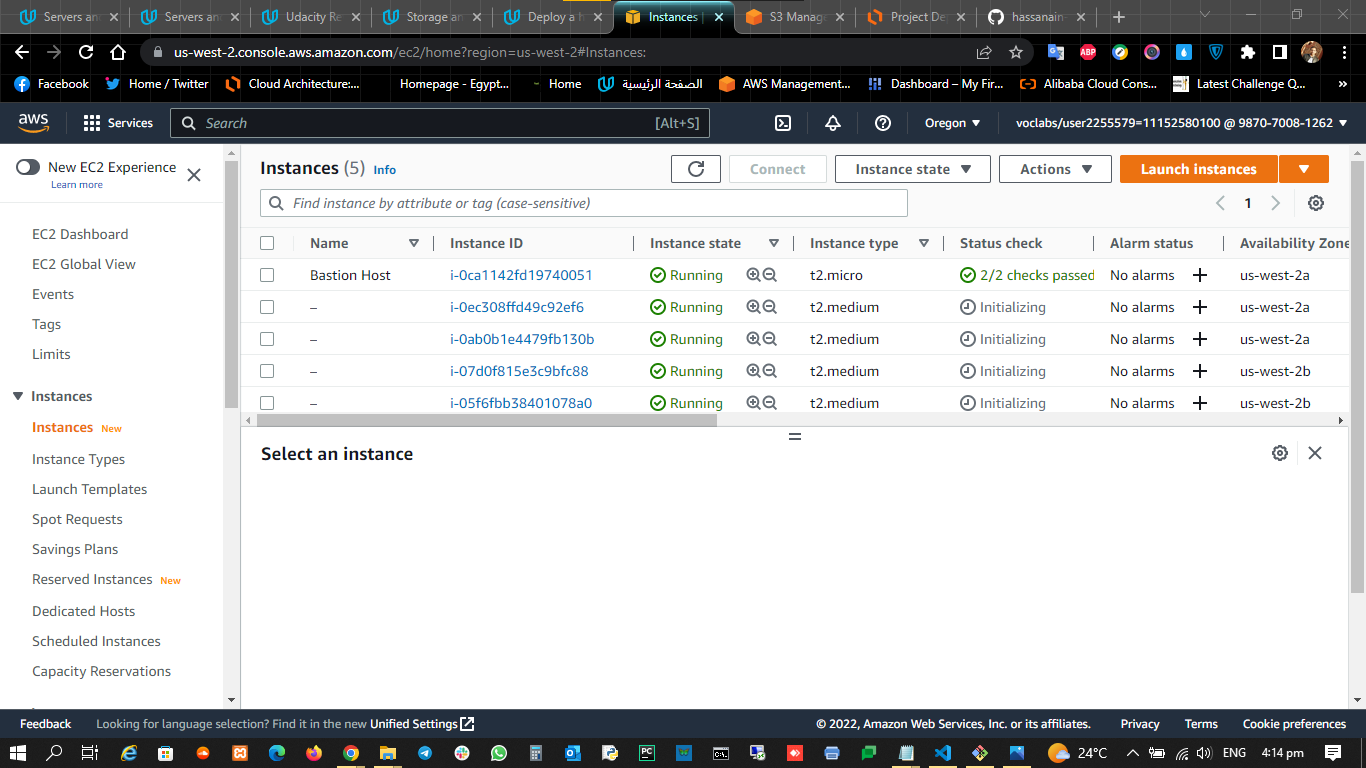 Servers an
Servers an
Udacity Re
Storage an
Deploy a h
Instances |
S3 Manag
Project De
hassanain-
us-west-2.console.aws.amazon.com/ec2/home?region=us-west-2#Instances:
ABP
Facebook
Home / Twitter
Cloud Architecture:...
Homepage - Egypt...
Home
الصفحة الرئيسية
AWS Management...
Dashboard – My Fir...
Alibaba Cloud Cons...
Latest Challenge Q...
»
aws
Services
Search
[Alt+S]
Oregon
voclabs/user2255579=11152580100 @ 9870-7008-1262
New EC2 Experience
Learn more
EC2 Dashboard
EC2 Global View
Events
Tags
Limits
Instances
Instances New
Instance Types
Launch Templates
Spot Requests
Savings Plans
Reserved Instances New
Dedicated Hosts
Scheduled Instances
Capacity Reservations
Instances (5) Info
Connect
Instance state
Actions
Launch instances
Find instance by attribute or tag (case-sensitive)
1
Name Instance ID Instance state Instance type Status check Alarm status Availability Zone
Bastion Host i-0ca1142fd19740051 Running t2.micro 2/2 checks passed No alarms + us-west-2a
– i-0ec308ffd49c92ef6 Running t2.medium Initializing No alarms + us-west-2a
– i-0ab0b1e4479fb130b Running t2.medium Initializing No alarms + us-west-2a
– i-07d0f815e3c9bfc88 Running t2.medium Initializing No alarms + us-west-2b
– i-05f6fbb38401078a0 Running t2.medium Initializing No alarms + us-west-2b
Select an instance
Feedback
Looking for language selection? Find it in the new Unified Settings
© 2022, Amazon Web Services, Inc. or its affiliates.
Privacy
Terms
Cookie preferences
24°C
ENG
4:14 pm